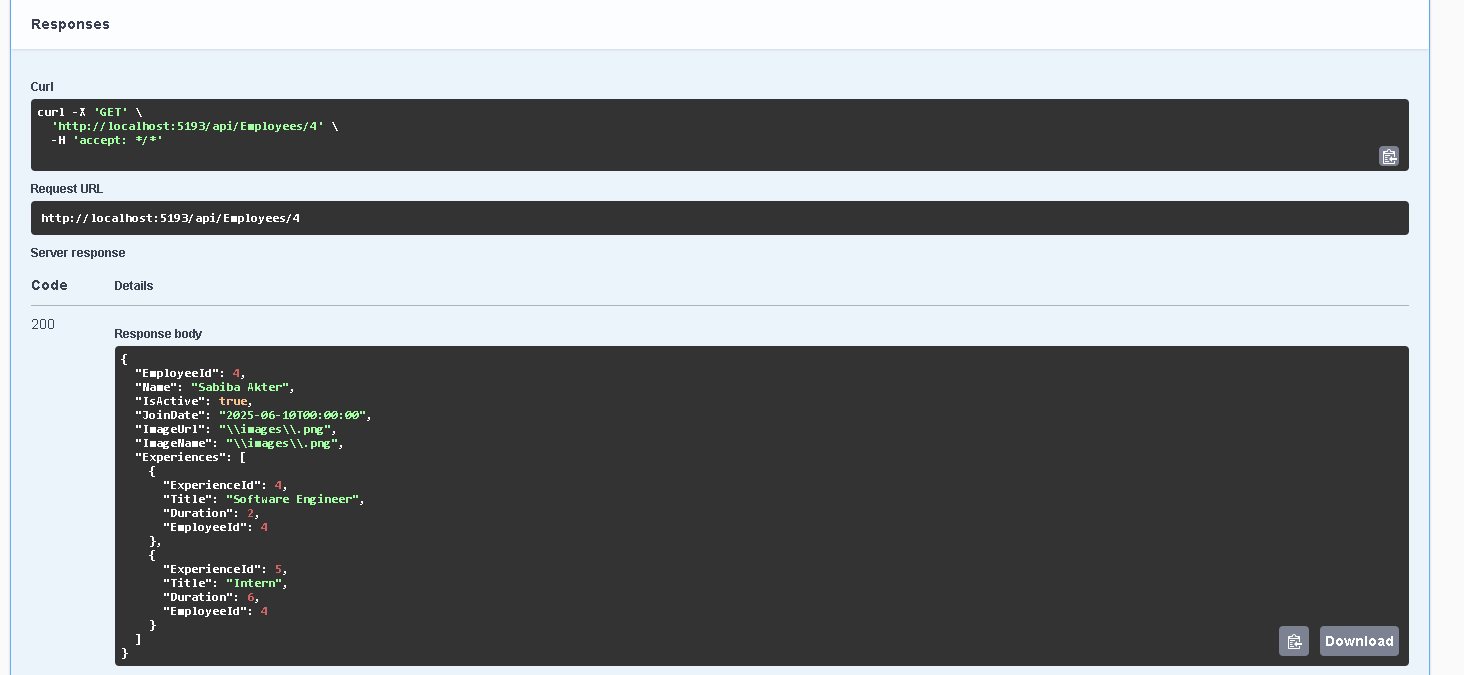 Responses
Curl
curl -X 'GET' \
  'http://localhost:5193/api/Employees/4' \
  -H 'accept: */*'
Request URL
http://localhost:5193/api/Employees/4
Server response
Code Details
200
Response body
{
  "EmployeeId": 4,
  "Name": "Sabiba Akter",
  "IsActive": true,
  "JoinDate": "2025-06-10T00:00:00",
  "ImageUrl": "\\images\\.png",
  "ImageName": "\\images\\.png",
  "Experiences": [
    {
      "ExperienceId": 4,
      "Title": "Software Engineer",
      "Duration": 2,
      "EmployeeId": 4
    },
    {
      "ExperienceId": 5,
      "Title": "Intern",
      "Duration": 6,
      "EmployeeId": 4
    }
  ]
}
Download